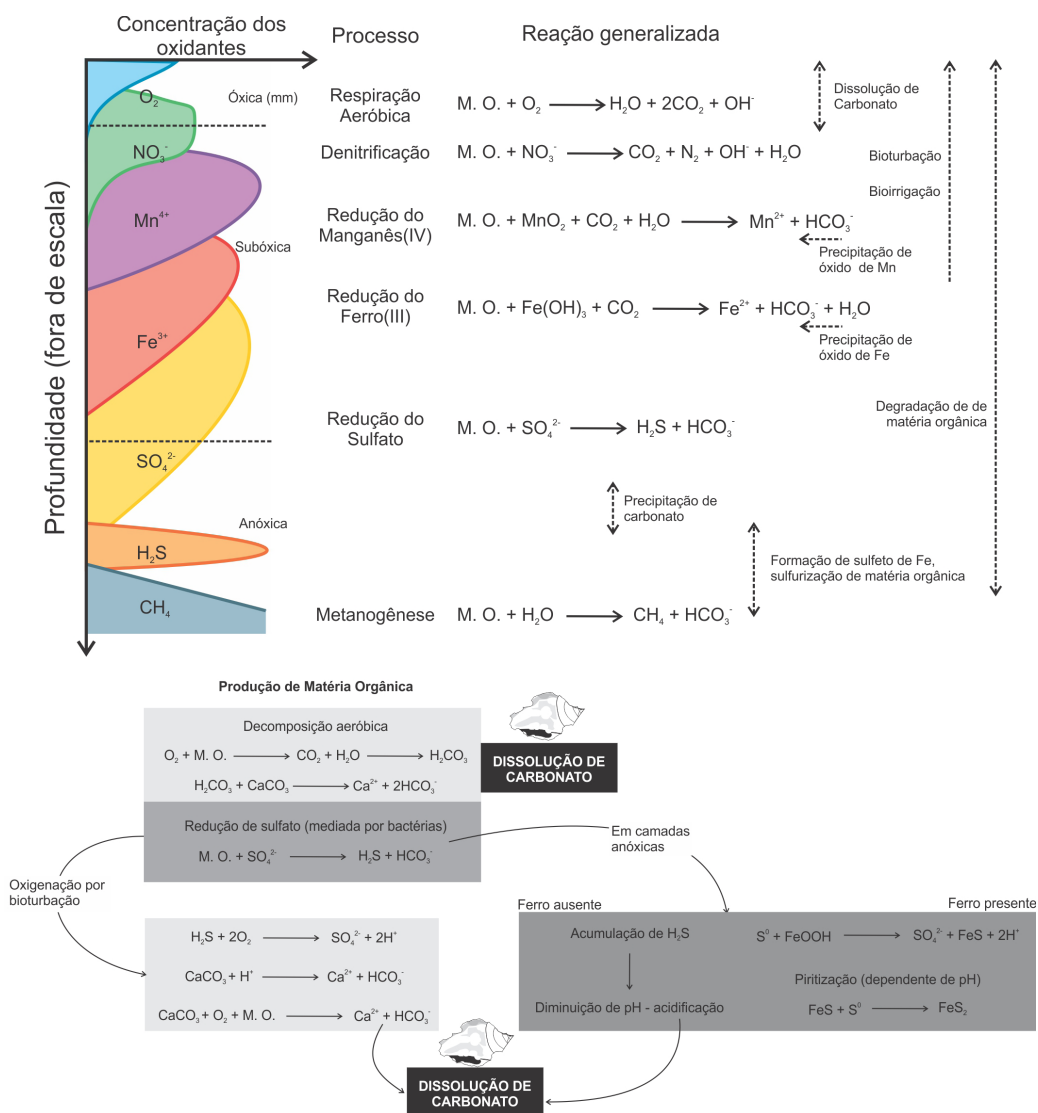 Concentração dos
oxidantes
Processo
Reação generalizada
Profundidade (fora de escala)
O₂
Óxica (mm)
Respiração
Aeróbica
M. O. + O₂ ⟶ H₂O + 2CO₂ + OH⁻
Dissolução de
Carbonato
NO₃⁻
Denitrificação
M. O. + NO₃⁻ ⟶ CO₂ + N₂ + OH⁻ + H₂O
Bioturbação
Bioirrigação
Mn⁴⁺
Subóxica
Redução do
Manganês(IV)
M. O. + MnO₂ + CO₂ + H₂O ⟶ Mn²⁺ + HCO₃⁻
Precipitação de
óxido de Mn
Fe³⁺
Redução do
Ferro(III)
M. O. + Fe(OH)₃ + CO₂ ⟶ Fe²⁺ + HCO₃⁻ + H₂O
Precipitação de
óxido de Fe
Degradação de de
matéria orgânica
Redução do
Sulfato
M. O. + SO₄²⁻ ⟶ H₂S + HCO₃⁻
SO₄²⁻
Precipitação de
carbonato
Anóxica
H₂S
Formação de sulfeto de Fe,
sulfurização de matéria orgânica
CH₄
Metanogênese
M. O. + H₂O ⟶ CH₄ + HCO₃⁻
Produção de Matéria Orgânica
Decomposição aeróbica
O₂ + M. O. ⟶ CO₂ + H₂O ⟶ H₂CO₃
H₂CO₃ + CaCO₃ ⟶ Ca²⁺ + 2HCO₃⁻
DISSOLUÇÃO DE
CARBONATO
Redução de sulfato (mediada por bactérias)
M. O. + SO₄²⁻ ⟶ H₂S + HCO₃⁻
Em camadas
anóxicas
Oxigenação por
bioturbação
H₂S + 2O₂ ⟶ SO₄²⁻ + 2H⁺
CaCO₃ + H⁺ ⟶ Ca²⁺ + HCO₃⁻
CaCO₃ + O₂ + M. O. ⟶ Ca²⁺ + HCO₃⁻
Ferro ausente
Ferro presente
Acumulação de H₂S
S⁰ + FeOOH ⟶ SO₄²⁻ + FeS + 2H⁺
Diminuição de pH - acidificação
Piritização (dependente de pH)
FeS + S⁰ ⟶ FeS₂
DISSOLUÇÃO DE
CARBONATO